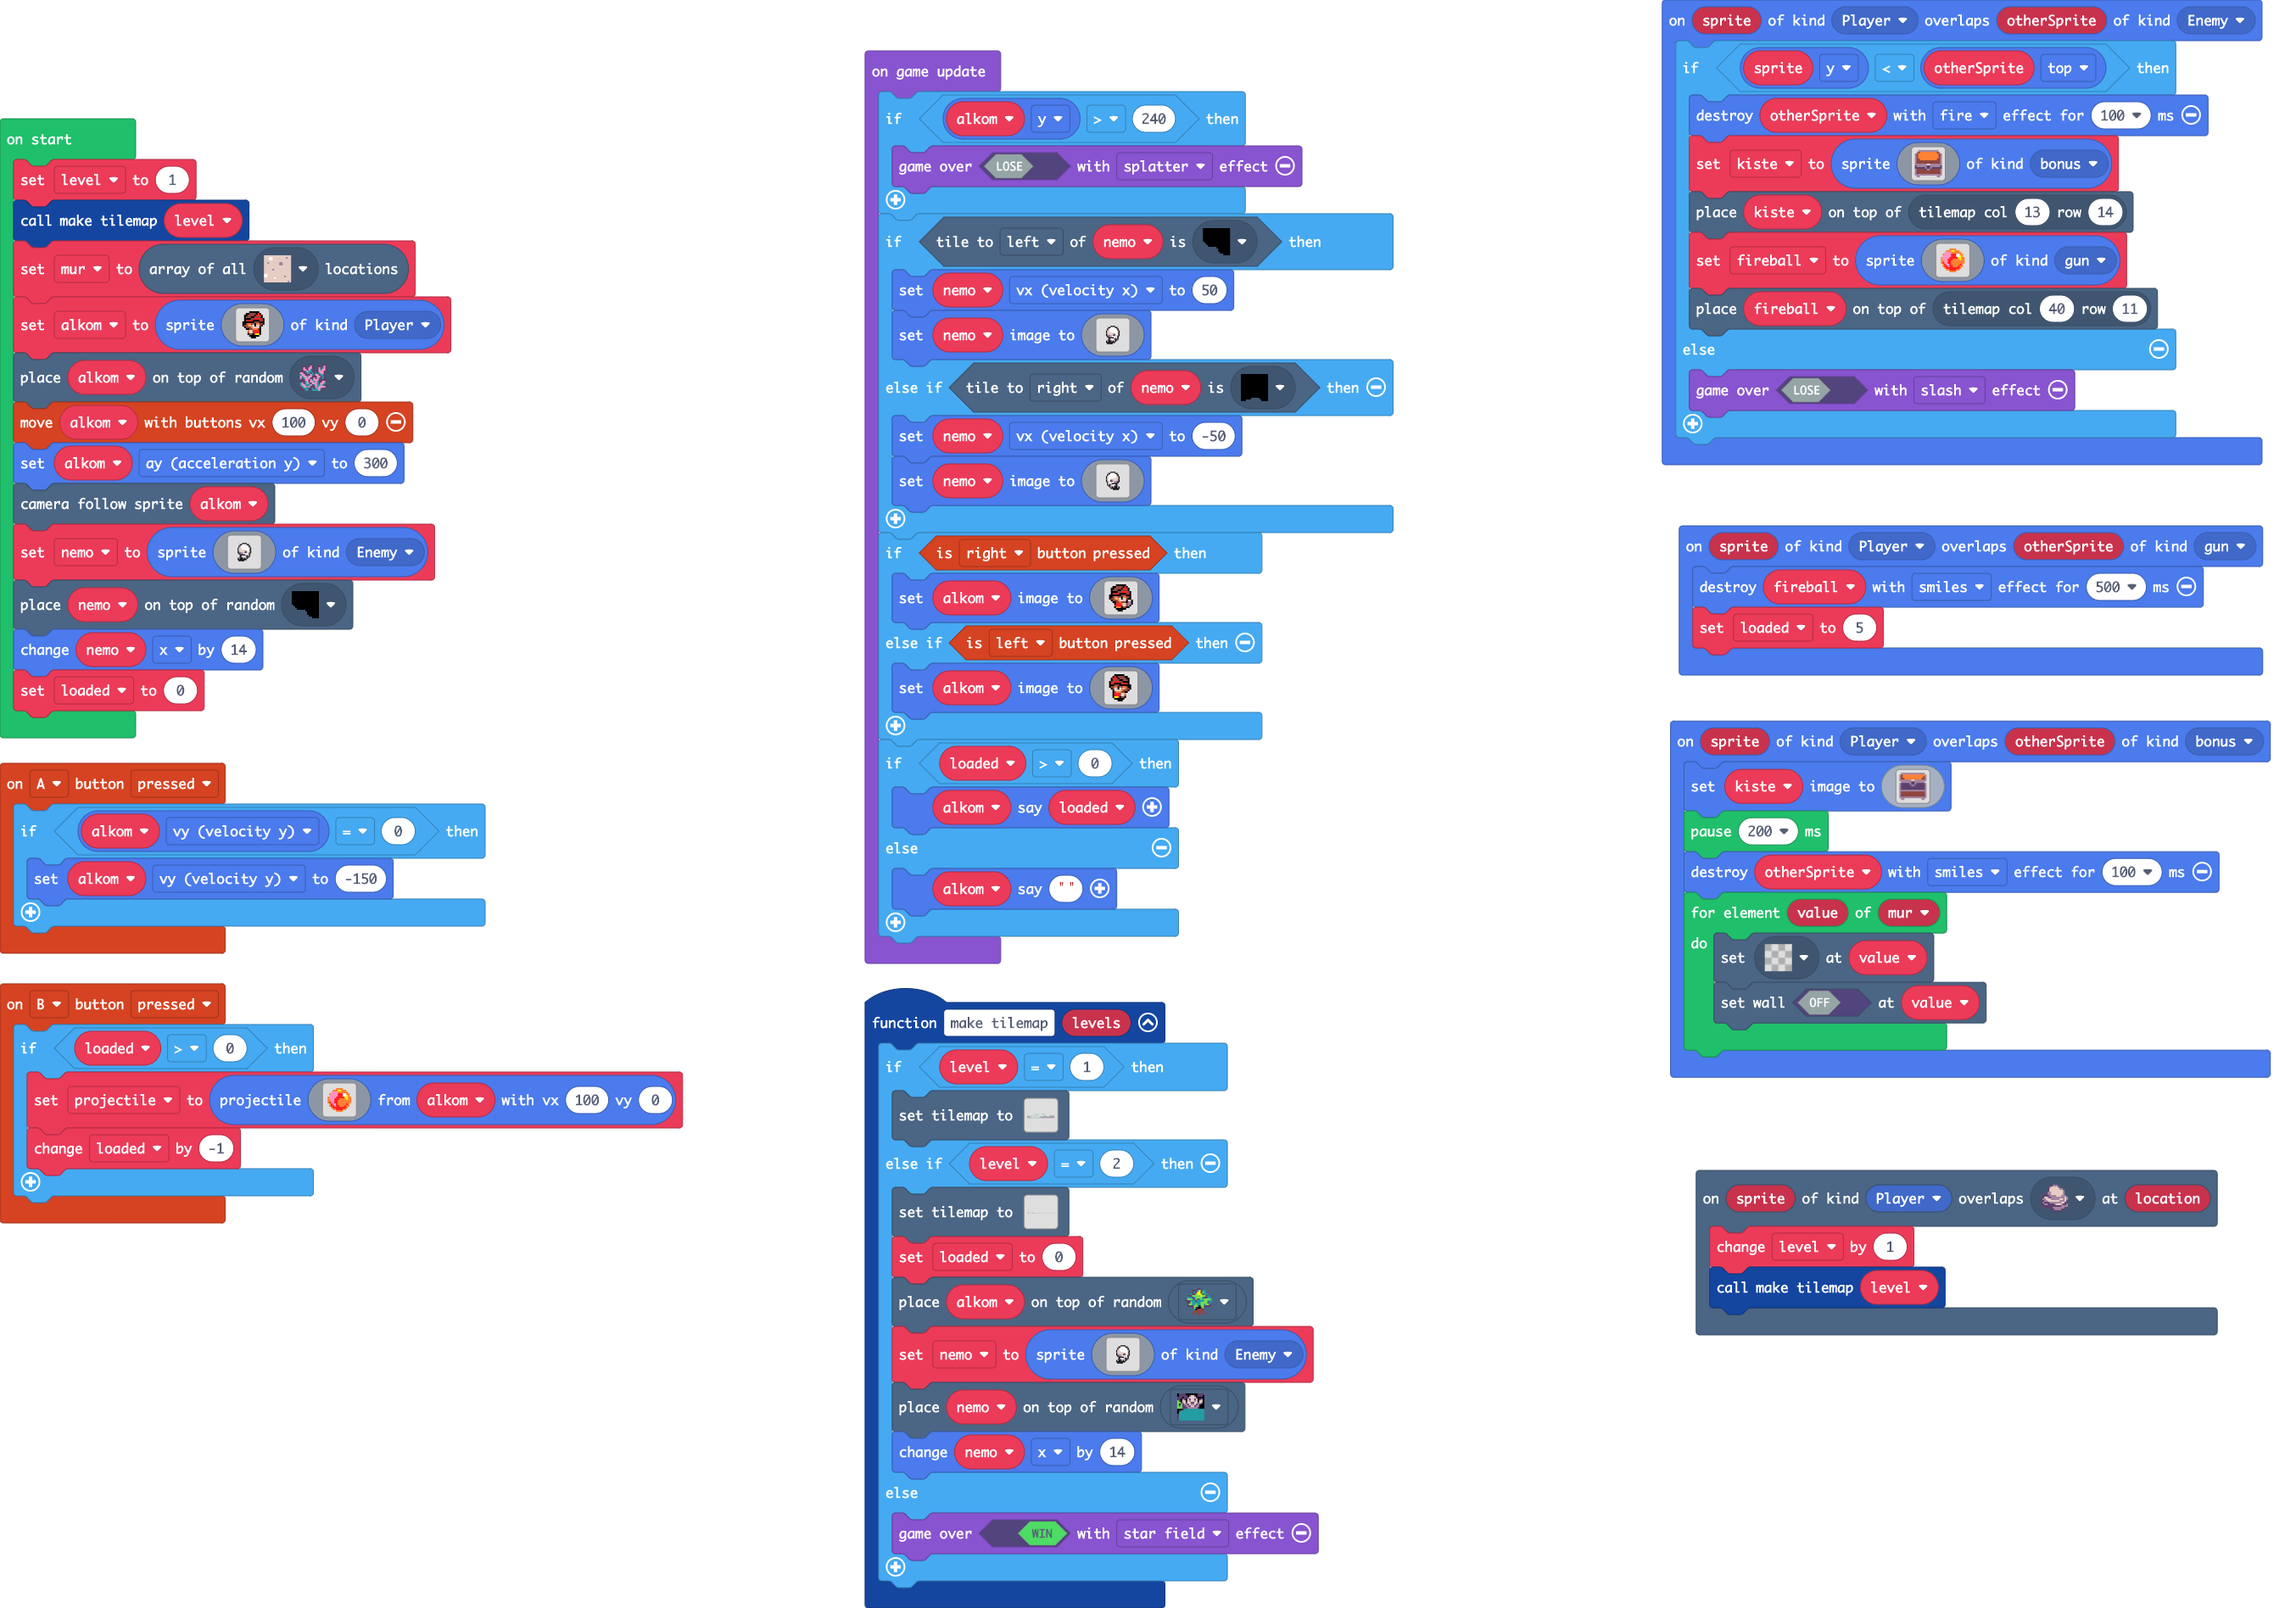 on start
set level to 1
call make tilemap level
set mur to array of all locations
set alkom to sprite of kind Player
place alkom on top of random
move alkom with buttons vx 100 vy 0
set alkom ay (acceleration y) to 300
camera follow sprite alkom
set nemo to sprite of kind Enemy
place nemo on top of random
change nemo x by 14
set loaded to 0
on A button pressed
if alkom vy (velocity y) = 0 then
set alkom vy (velocity y) to -150
on B button pressed
if loaded > 0 then
set projectile to projectile from alkom with vx 100 vy 0
change loaded by -1
on game update
if alkom y > 240 then
game over LOSE with splatter effect
if tile to left of nemo is then
set nemo vx (velocity x) to 50
set nemo image to
else if tile to right of nemo is then
set nemo vx (velocity x) to -50
set nemo image to
if is right button pressed then
set alkom image to
else if is left button pressed then
set alkom image to
if loaded > 0 then
alkom say loaded
else
alkom say " "
function make tilemap levels
if level = 1 then
set tilemap to
else if level = 2 then
set tilemap to
set loaded to 0
place alkom on top of random
set nemo to sprite of kind Enemy
place nemo on top of random
change nemo x by 14
else
game over WIN with star field effect
on sprite of kind Player overlaps otherSprite of kind Enemy
if sprite y < otherSprite top then
destroy otherSprite with fire effect for 100 ms
set kiste to sprite of kind bonus
place kiste on top of tilemap col 13 row 14
set fireball to sprite of kind gun
place fireball on top of tilemap col 40 row 11
else
game over LOSE with slash effect
on sprite of kind Player overlaps otherSprite of kind gun
destroy fireball with smiles effect for 500 ms
set loaded to 5
on sprite of kind Player overlaps otherSprite of kind bonus
set kiste image to
pause 200 ms
destroy otherSprite with smiles effect for 100 ms
for element value of mur
do
set at value
set wall OFF at value
on sprite of kind Player overlaps at location
change level by 1
call make tilemap level